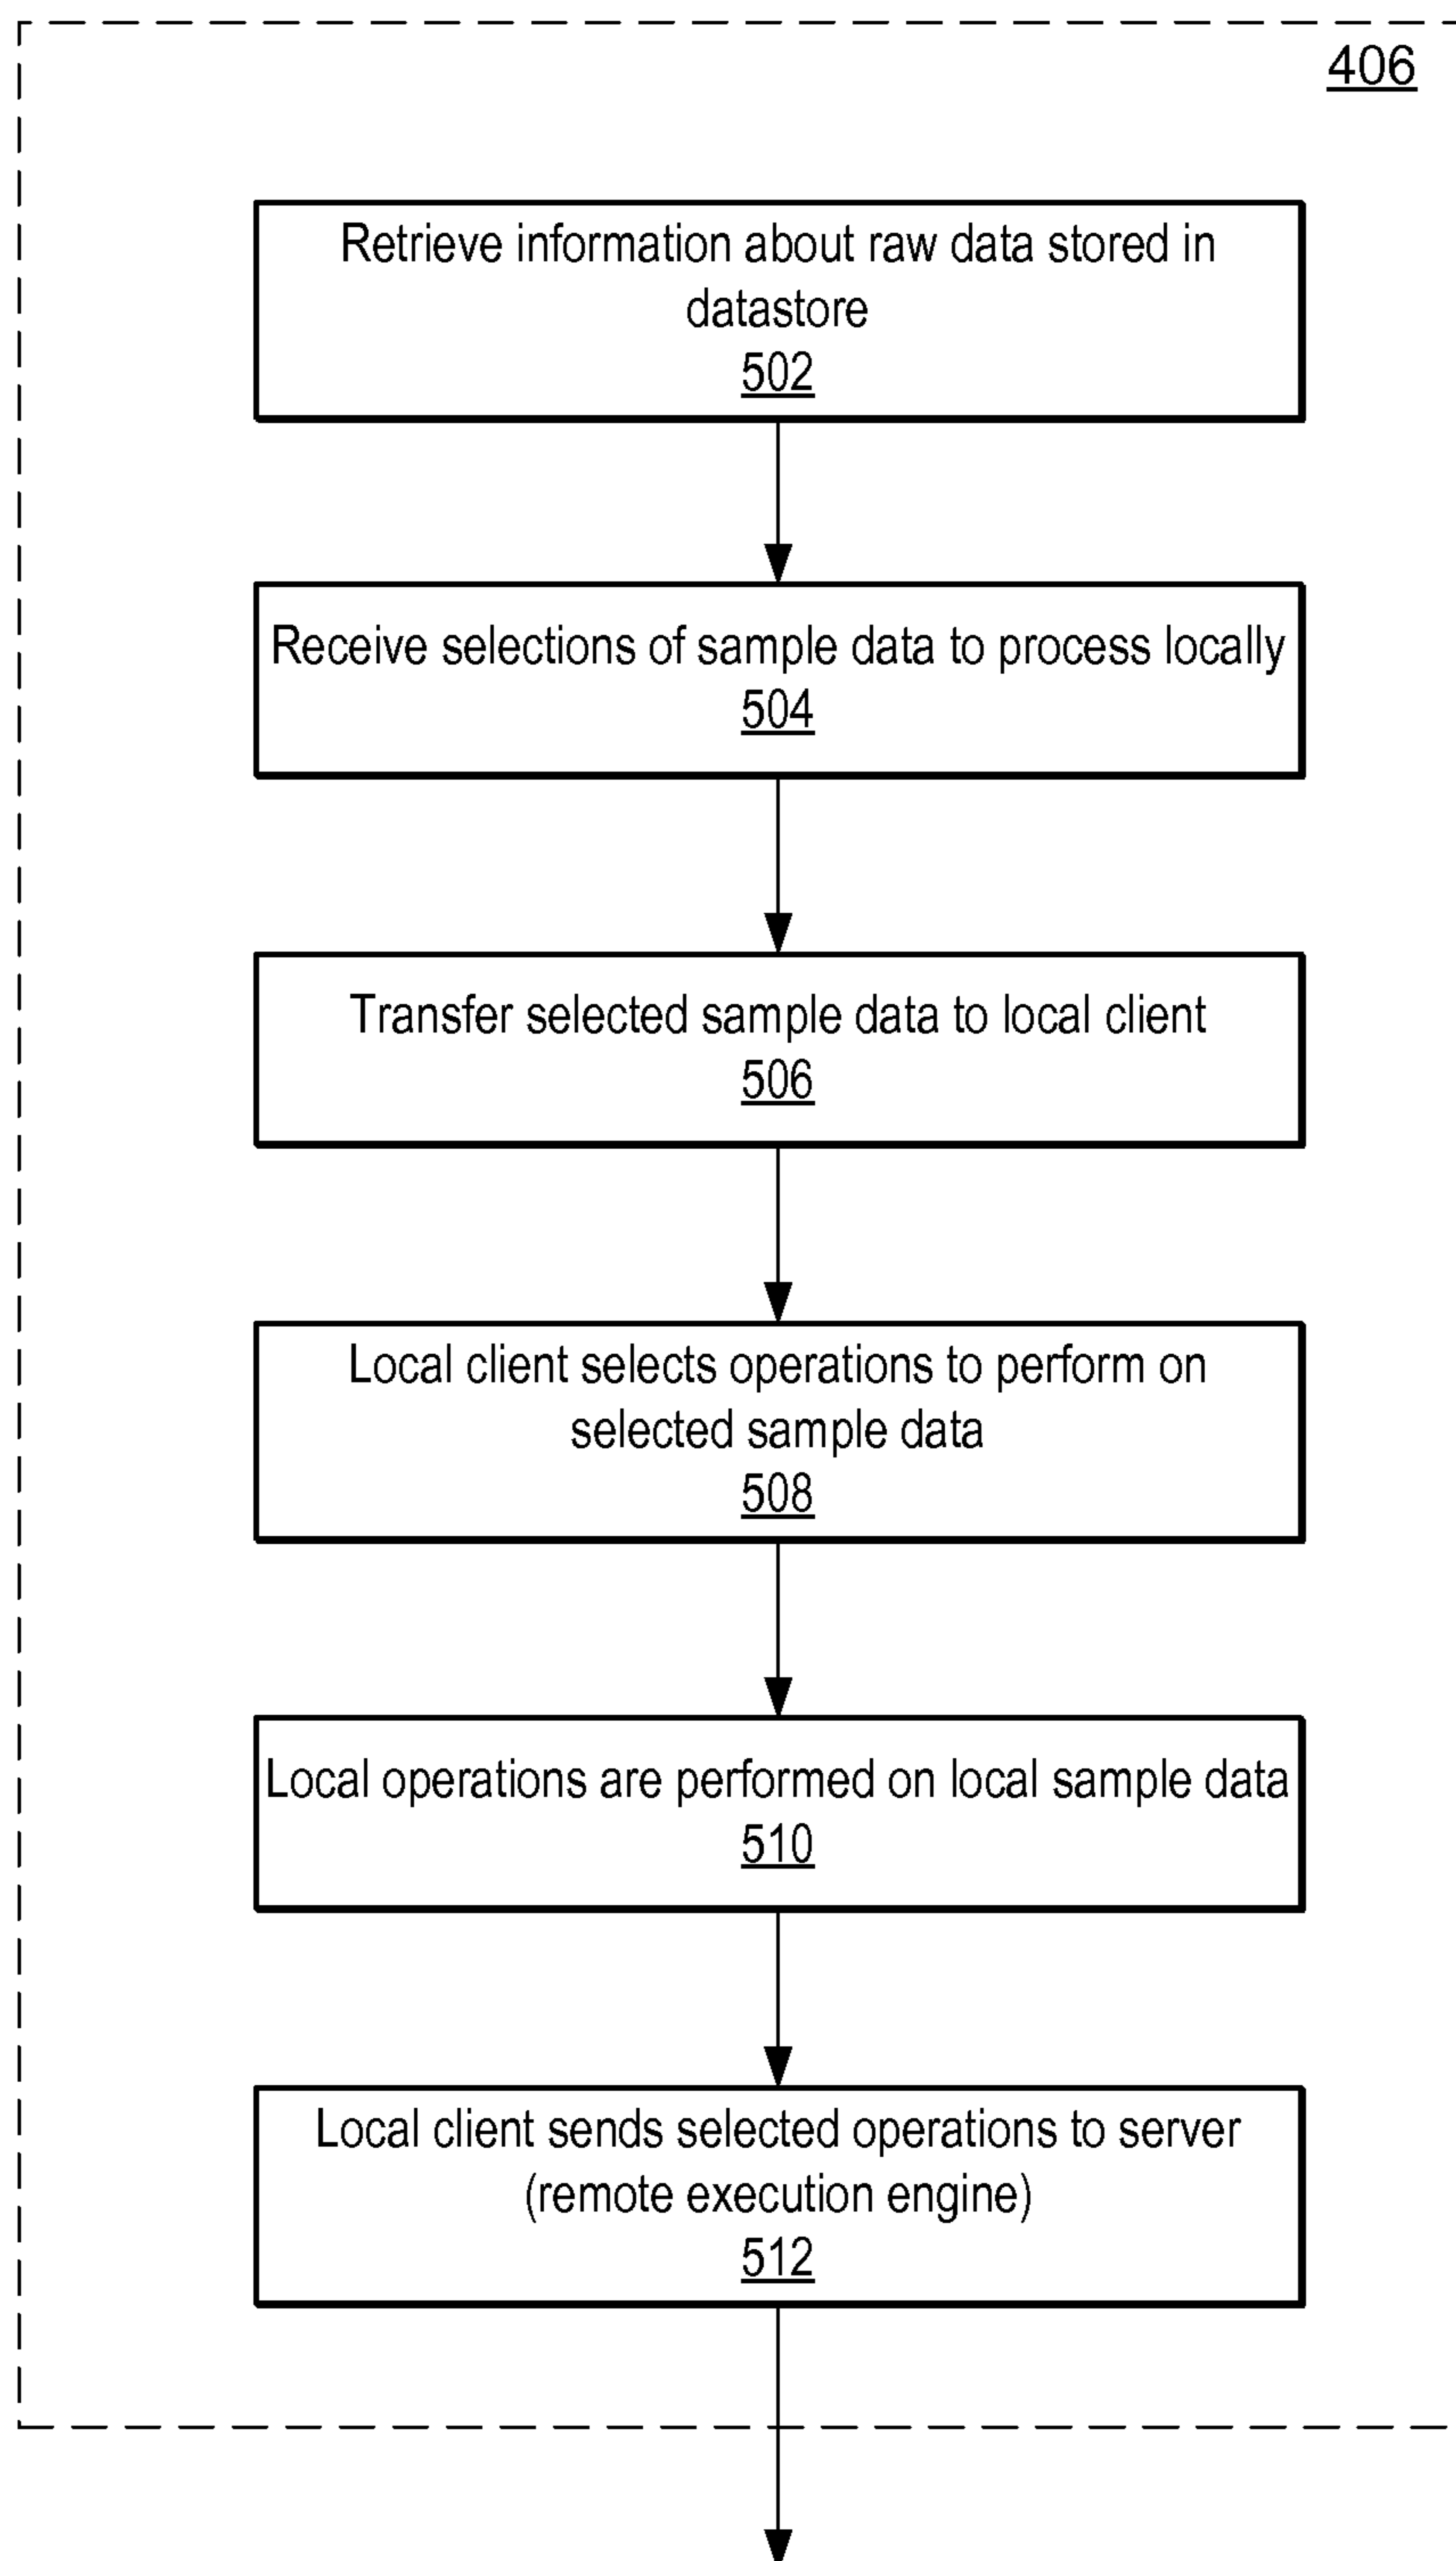 406
Retrieve information about raw data stored in
datastore
502
Receive selections of sample data to process locally
504
Transfer selected sample data to local client
506
Local client selects operations to perform on
selected sample data
508
Local operations are performed on local sample data
510
Local client sends selected operations to server
(remote execution engine)
512